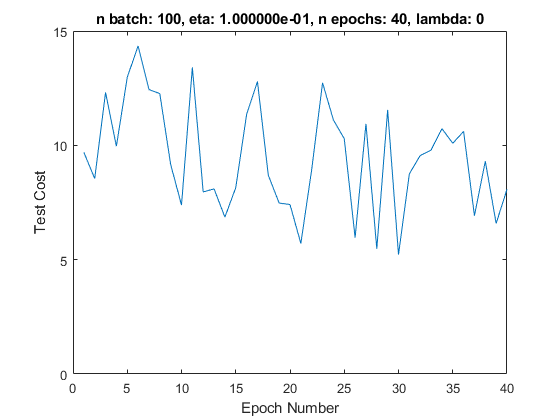 n batch: 100, eta: 1.000000e-01, n epochs: 40, lambda: 0
15
10
5
0
Test Cost
0 5 10 15 20 25 30 35 40
Epoch Number